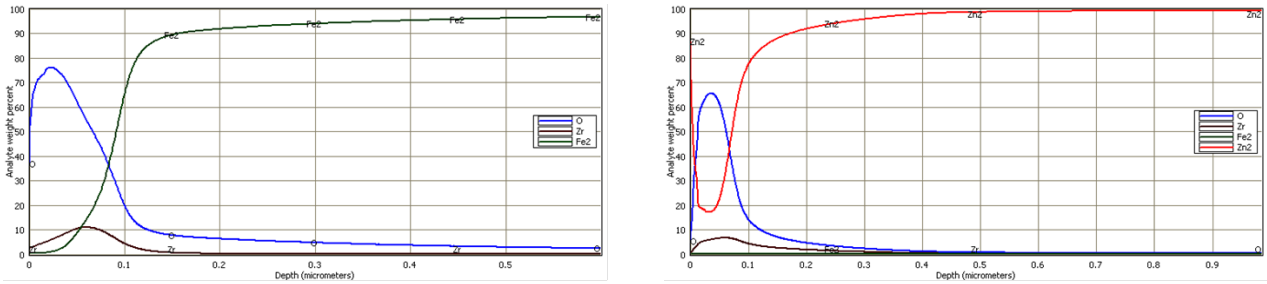 Analyte weight percent
100
90
80
70
60
50
40
30
20
10
0
0 0.1 0.2 0.3 0.4 0.5
Depth (micrometers)
Fe2 Fe2 Fe2 Fe2
O O O O
Zr Zr Zr
O
Zr
Fe2
Analyte weight percent
100
90
80
70
60
50
40
30
20
10
0
0 0.1 0.2 0.3 0.4 0.5 0.6 0.7 0.8 0.9
Depth (micrometers)
Zn2 Zn2 Zn2 Zn2
O O
Zr
O
Zr
Fe2
Zn2